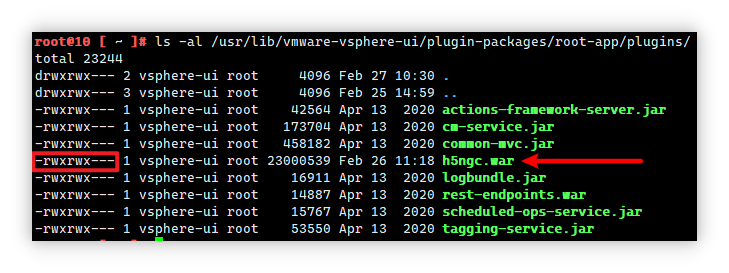 root@10 [ ~ ]# ls -al /usr/lib/vmware-vsphere-ui/plugin-packages/root-app/plugins/
total 23244
drwxrwx--- 2 vsphere-ui root     4096 Feb 27 10:30 .
drwxrwx--- 3 vsphere-ui root     4096 Feb 25 14:59 ..
-rwxrwx--- 1 vsphere-ui root    42564 Apr 13  2020 actions-framework-server.jar
-rwxrwx--- 1 vsphere-ui root   173704 Apr 13  2020 cm-service.jar
-rwxrwx--- 1 vsphere-ui root   458182 Apr 13  2020 common-mvc.jar
-rwxrwx--- 1 vsphere-ui root 23000539 Feb 26 11:18 h5ngc.war
-rwxrwx--- 1 vsphere-ui root    16911 Apr 13  2020 logbundle.jar
-rwxrwx--- 1 vsphere-ui root    14887 Apr 13  2020 rest-endpoints.war
-rwxrwx--- 1 vsphere-ui root    15767 Apr 13  2020 scheduled-ops-service.jar
-rwxrwx--- 1 vsphere-ui root    53550 Apr 13  2020 tagging-service.jar